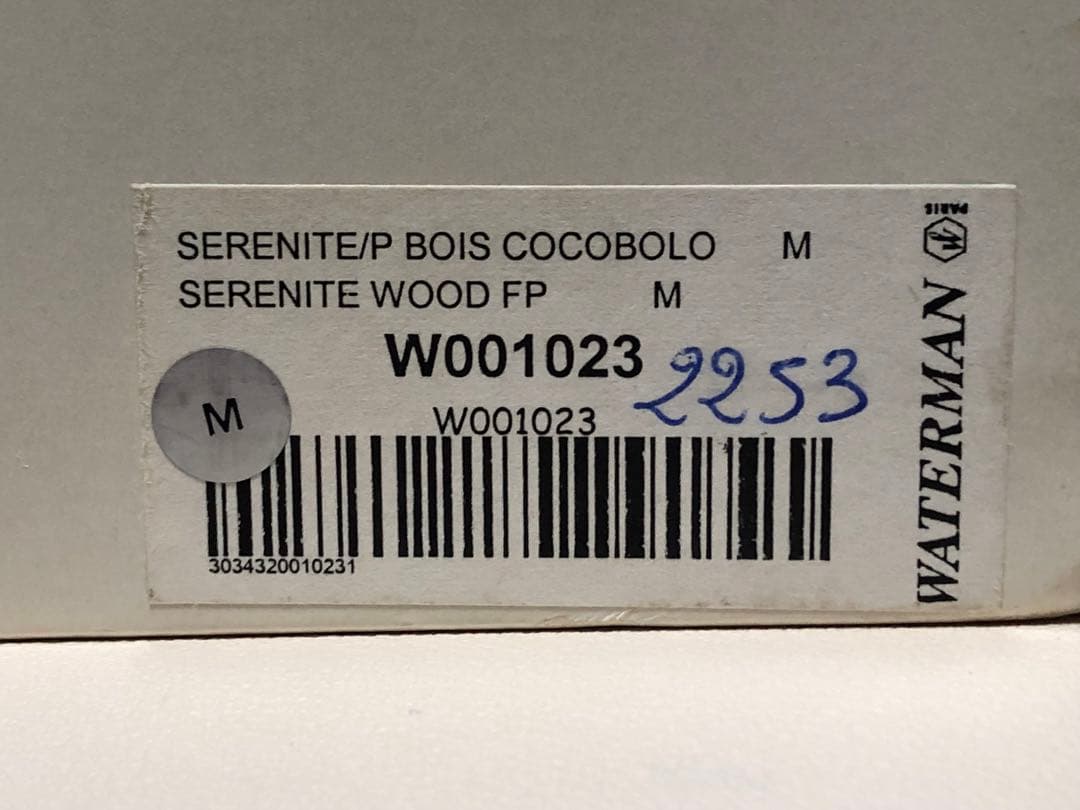 SERENITE/P BOIS COCOBOLO M
SERENITE WOOD FP M
W001023
2253
W001023
M
3034320010231
WATERMAN
PARIS